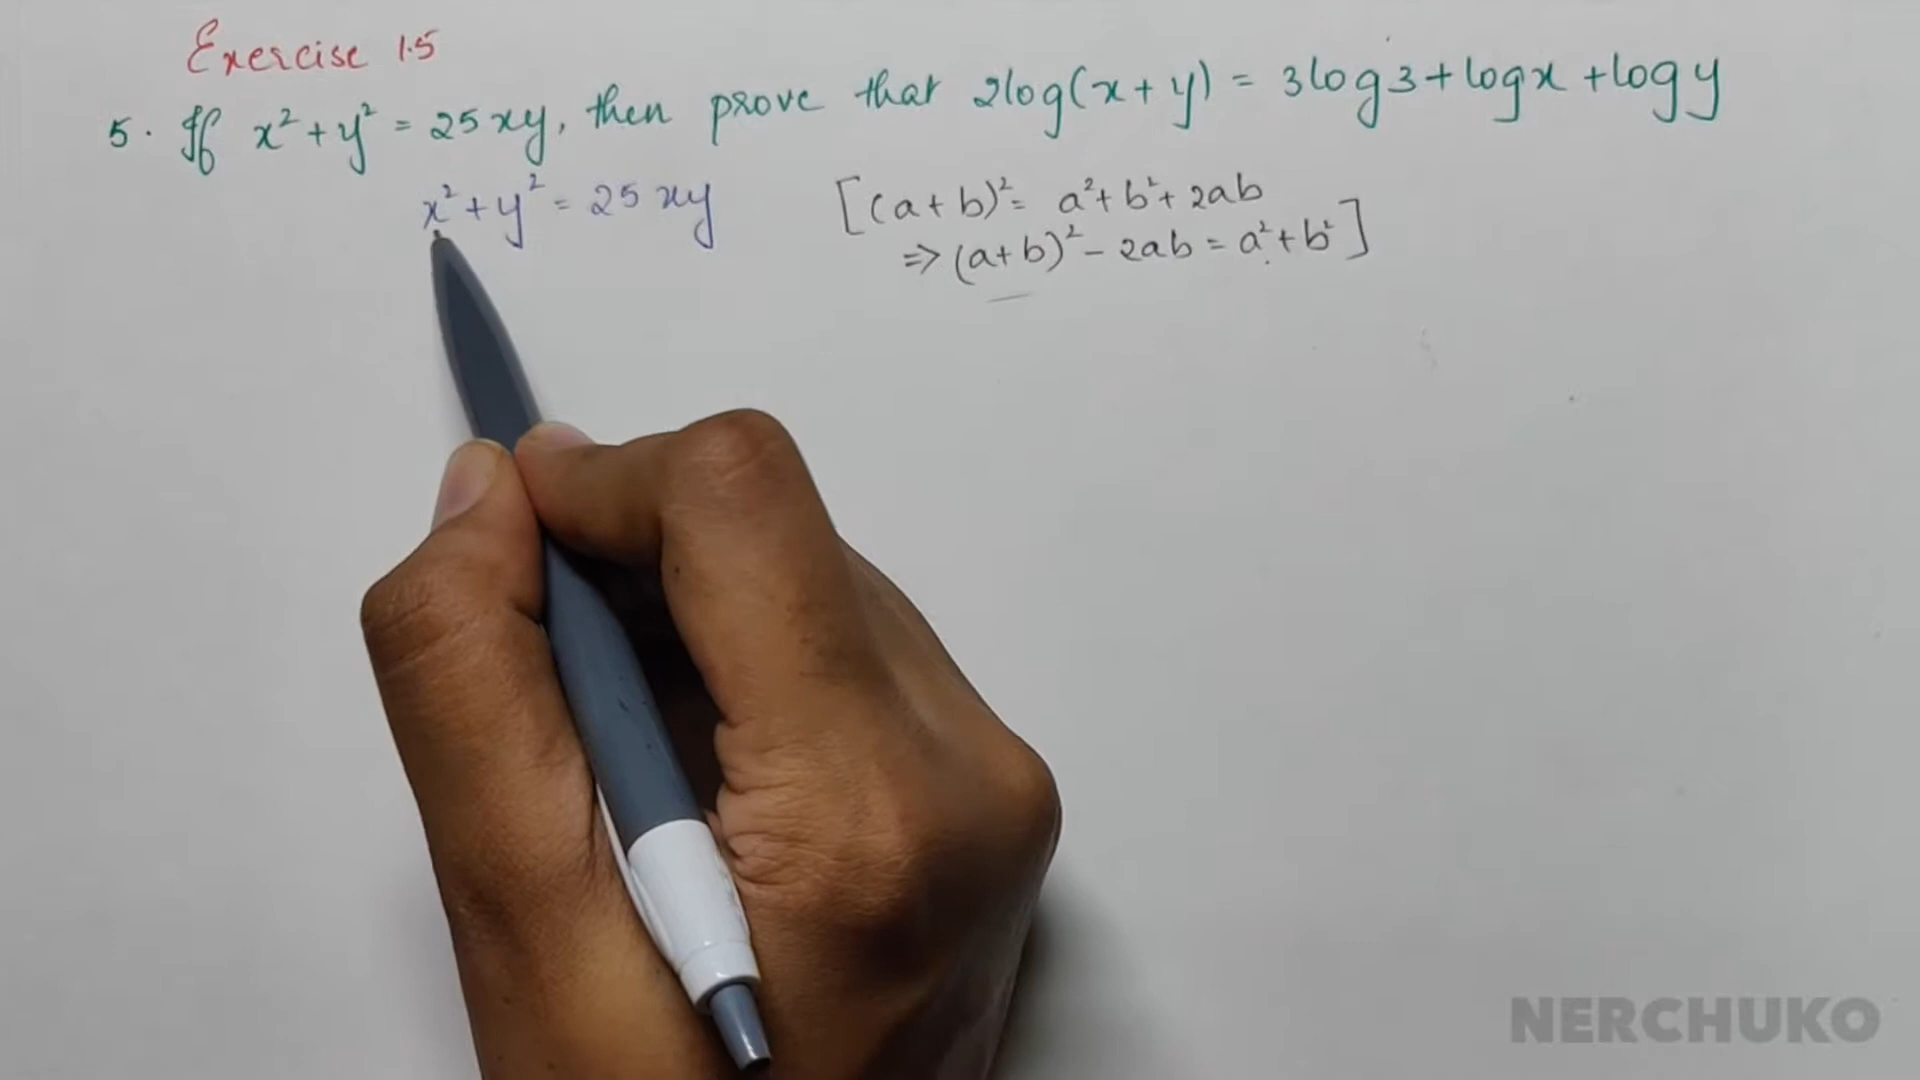 Exercise 1.5
5. If x² + y² = 25xy, then prove that 2log(x+y) = 3log3 + logx + logy
x² + y² = 25xy
[(a+b)² = a² + b² + 2ab
⇒ (a+b)² - 2ab = a² + b²]
NERCHUKO